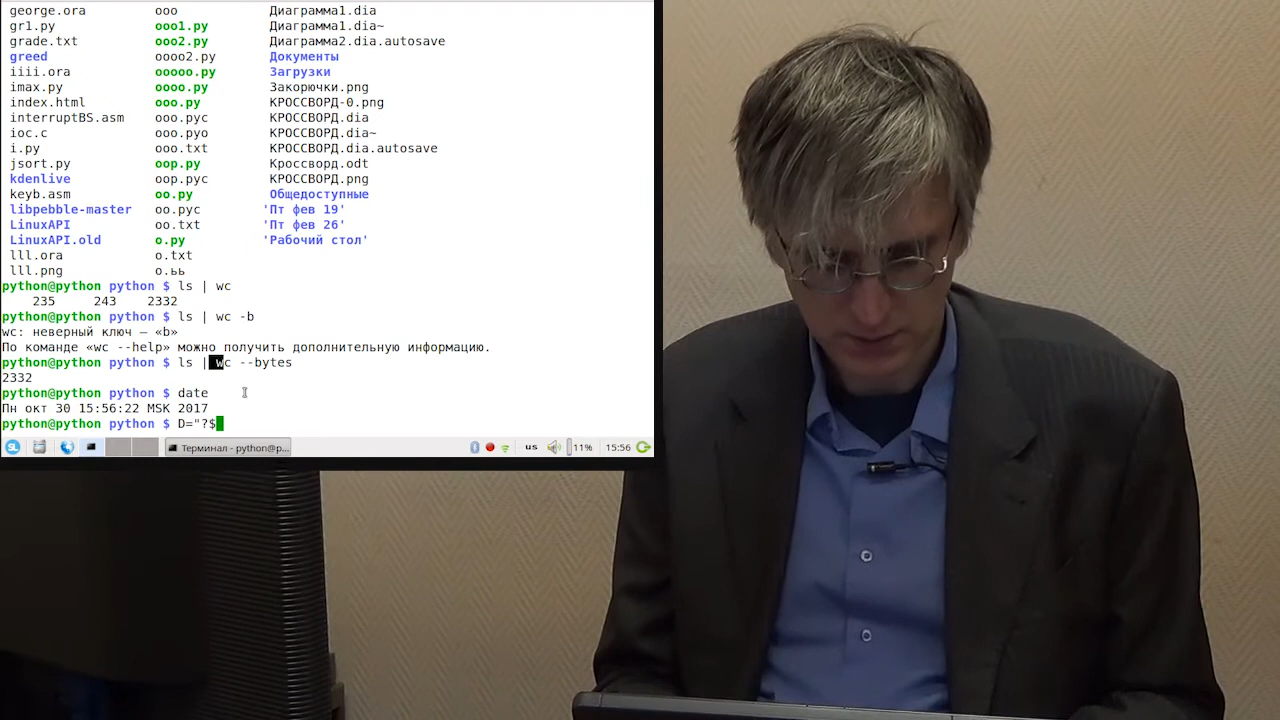 george.ora ooo Диаграмма1.dia
gr1.py ooo1.py Диаграмма1.dia~
grade.txt ooo2.py Диаграмма2.dia.autosave
greed oooo2.py Документы
iiii.ora ooooo.py Загрузки
imax.py oooo.py Закорючки.png
index.html ooo.py КРОССВОРД-0.png
interruptBS.asm ooo.pyc КРОССВОРД.dia
ioc.c ooo.pyo КРОССВОРД.dia~
i.py ooo.txt КРОССВОРД.dia.autosave
jsort.py oop.py Кроссворд.odt
kdenlive oop.pyc КРОССВОРД.png
keyb.asm oo.py Общедоступные
libpebble-master oo.pyc 'Пт фев 19'
LinuxAPI oo.txt 'Пт фев 26'
LinuxAPI.old o.py 'Рабочий стол'
lll.ora o.txt
lll.png o.ьь
python@python python $ ls | wc
235 243 2332
python@python python $ ls | wc -b
wc: неверный ключ — «b»
По команде «wc --help» можно получить дополнительную информацию.
python@python python $ ls | wc --bytes
2332
python@python python $ date
Пн окт 30 15:56:22 MSK 2017
python@python python $ D="?$
SL Терминал - python@p... us 11% 15:56